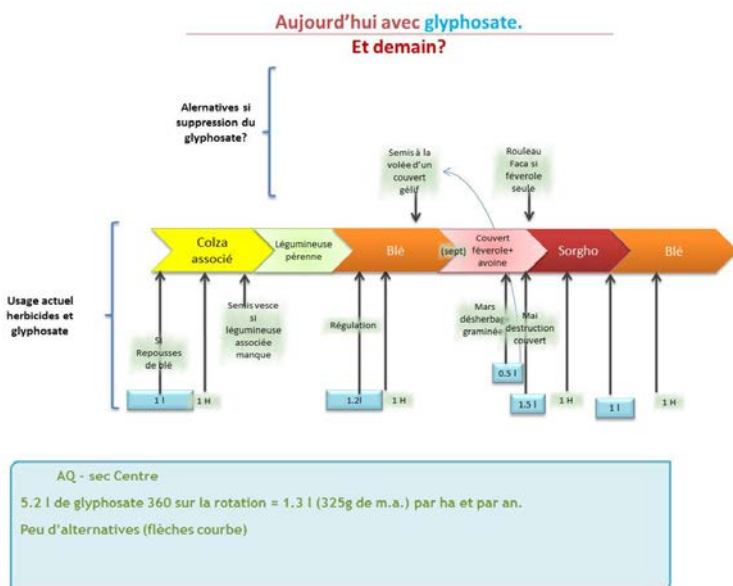 Aujourd'hui avec glyphosate.
Et demain?
Alernatives si
suppression du
glyphosate?
Semis à la
volée d'un
couvert
gélif
Rouleau
Faca si
féverole
seule
Colza
associé
Légumineuse
pérenne
Blé
(sept)
Couvert
féverole+
avoine
Sorgho
Blé
Usage actuel
herbicides et
glyphosate
Si
Repousses
de blé
Semis vesce
si
légumineuse
associée
manque
Régulation
Mars
désherbage
graminée
Mai
destruction
couvert
1 l
1 H
1.2l
1 H
0.5 l
1.5 l
1 H
1 l
1 H
AQ - sec Centre
5.2 l de glyphosate 360 sur la rotation = 1.3 l (325g de m.a.) par ha et par an.
Peu d'alternatives (flèches courbe)